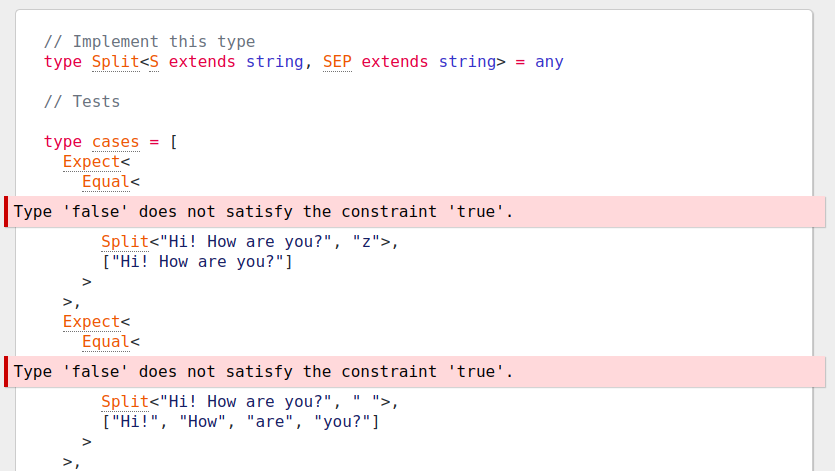 // Implement this type
type Split<S extends string, SEP extends string> = any
// Tests
type cases = [
Expect<
Equal<
Type 'false' does not satisfy the constraint 'true'.
Split<"Hi! How are you?", "z">,
["Hi! How are you?"]
>
>,
Expect<
Equal<
Type 'false' does not satisfy the constraint 'true'.
Split<"Hi! How are you?", " ">,
["Hi!", "How", "are", "you?"]
>
>,